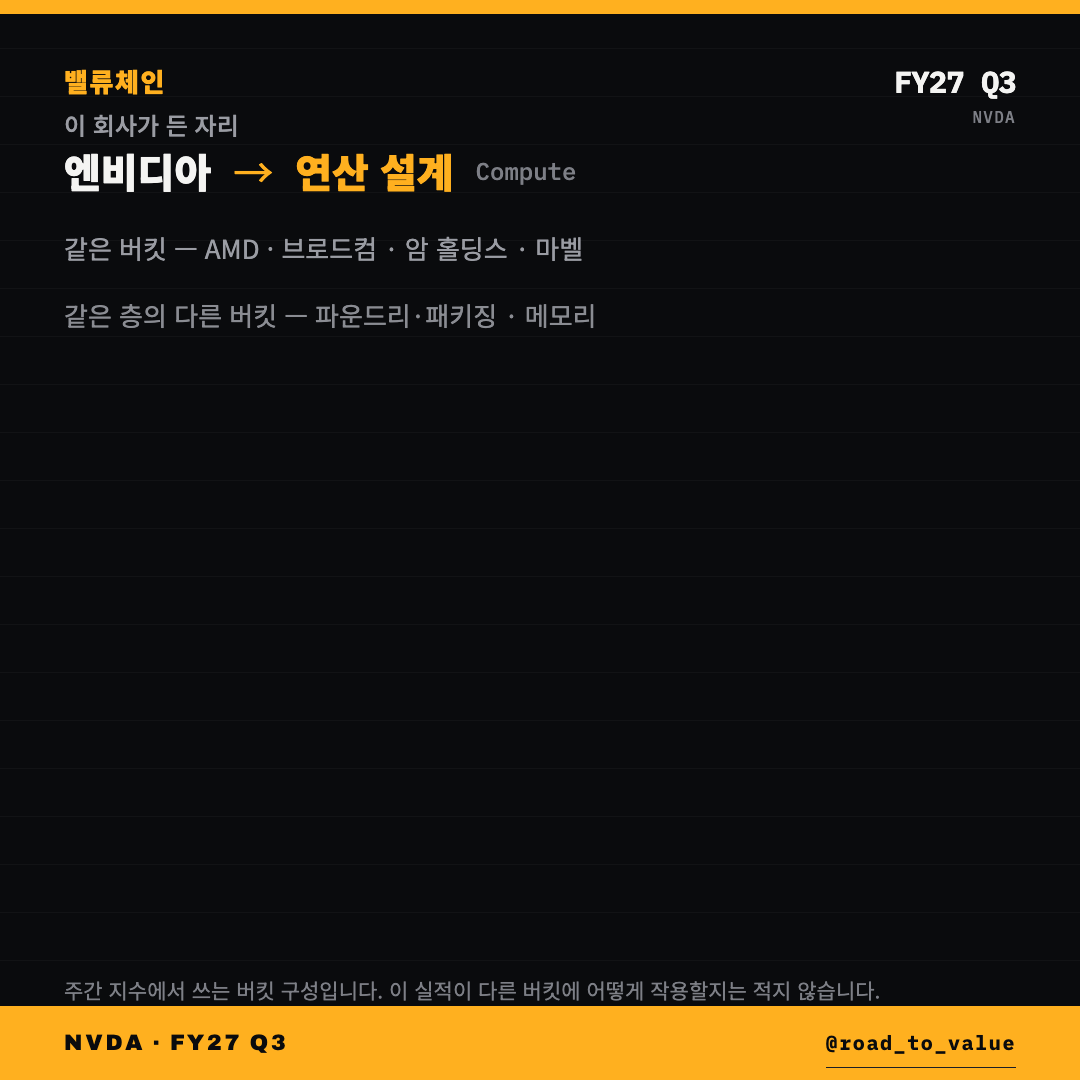 밸류체인
FY27 Q3
NVDA
이 회사가 든 자리
엔비디아 → 연산 설계 Compute
같은 버킷 — AMD · 브로드컴 · 암 홀딩스 · 마벨
같은 층의 다른 버킷 — 파운드리·패키징 · 메모리
주간 지수에서 쓰는 버킷 구성입니다. 이 실적이 다른 버킷에 어떻게 작용할지는 적지 않습니다.
NVDA · FY27 Q3
@road_to_value